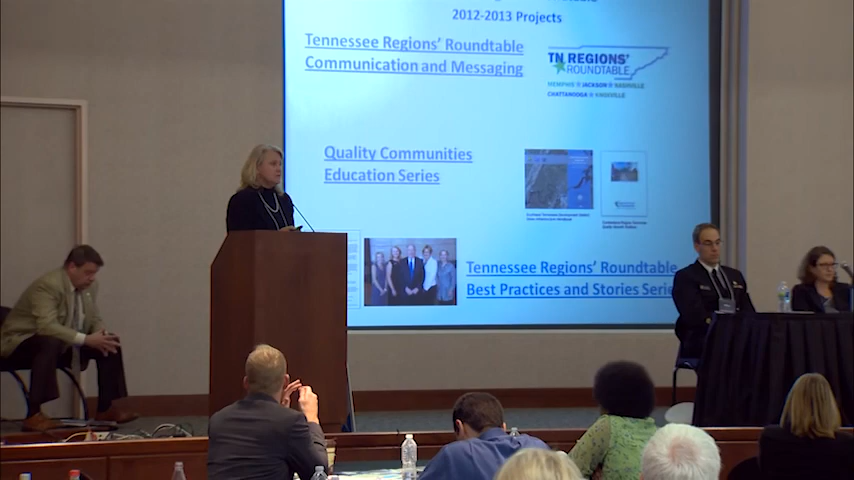 2012-2013 Projects
Tennessee Regions' Roundtable
Communication and Messaging
TN REGIONS'
ROUNDTABLE
MEMPHIS JACKSON NASHVILLE
CHATTANOOGA KNOXVILLE
Quality Communities
Education Series
Tennessee Regions' Roundtable
Best Practices and Stories Series